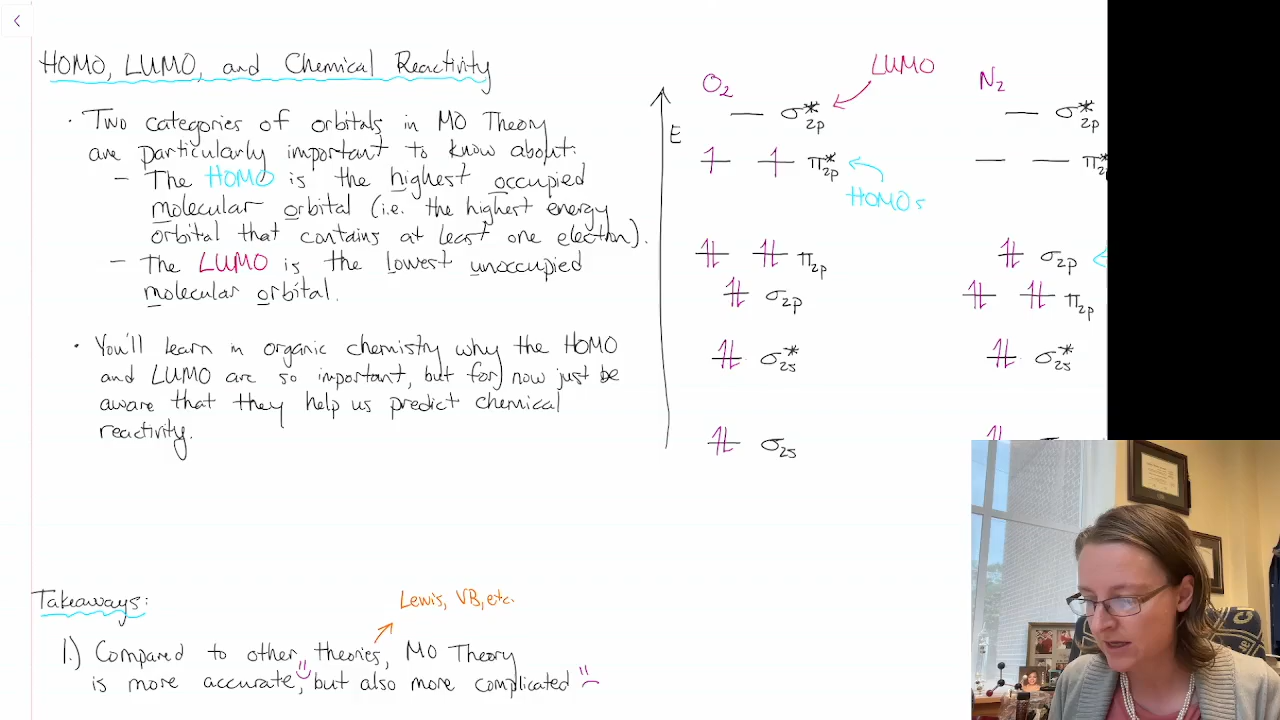 HOMO, LUMO, and Chemical Reactivity
· Two categories of orbitals in MO Theory
are particularly important to know about:
- The HOMO is the highest occupied
molecular orbital (i.e. the highest energy
orbital that contains at least one electron).
- The LUMO is the lowest unoccupied
molecular orbital.
· You'll learn in organic chemistry why the HOMO
and LUMO are so important, but for now just be
aware that they help us predict chemical
reactivity.
E
O₂
LUMO
σ*2p
π*2p
HOMOs
π2p
σ2p
σ*2s
σ2s
N₂
σ*2p
π*2p
σ2p
π2p
σ*2s
Takeaways:
Lewis, VB, etc.
1.) Compared to other theories, MO Theory
is more accurate, but also more complicated